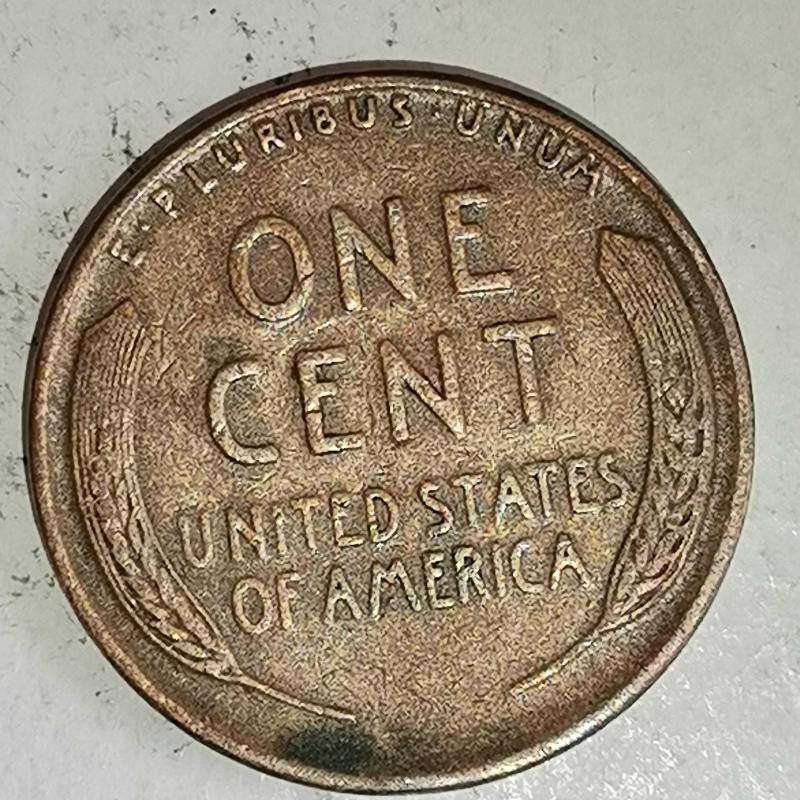 E·PLURIBUS·UNUM
ONE
CENT
UNITED STATES
OF AMERICA